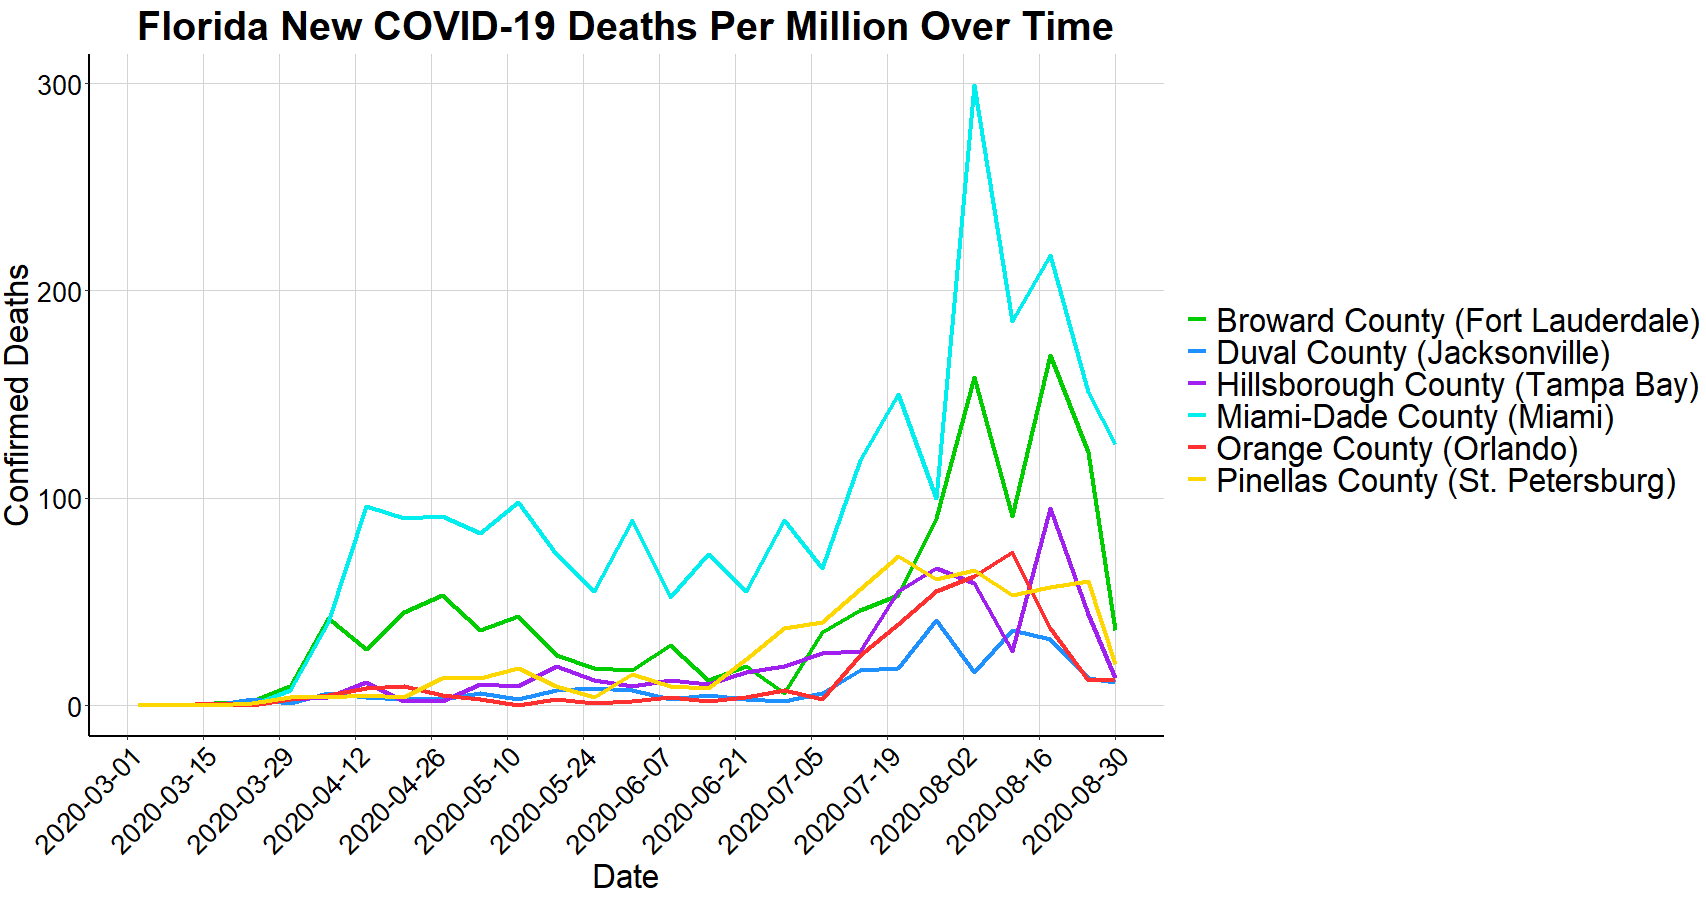 Florida New COVID-19 Deaths Per Million Over Time
Confirmed Deaths
300
200
100
0
2020-03-01
2020-03-15
2020-03-29
2020-04-12
2020-04-26
2020-05-10
2020-05-24
2020-06-07
2020-06-21
2020-07-05
2020-07-19
2020-08-02
2020-08-16
2020-08-30
Date
Broward County (Fort Lauderdale)
Duval County (Jacksonville)
Hillsborough County (Tampa Bay)
Miami-Dade County (Miami)
Orange County (Orlando)
Pinellas County (St. Petersburg)